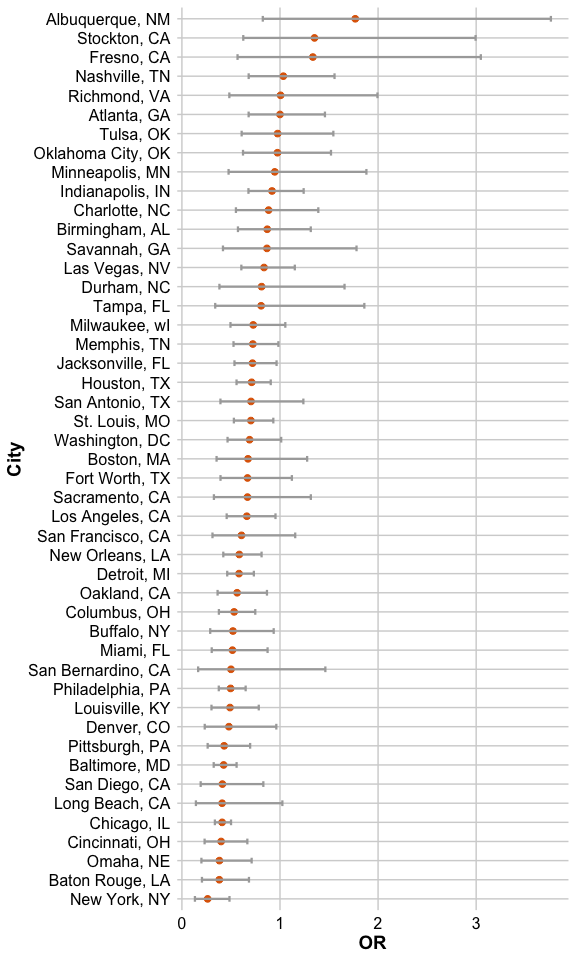 Albuquerque, NM
Stockton, CA
Fresno, CA
Nashville, TN
Richmond, VA
Atlanta, GA
Tulsa, OK
Oklahoma City, OK
Minneapolis, MN
Indianapolis, IN
Charlotte, NC
Birmingham, AL
Savannah, GA
Las Vegas, NV
Durham, NC
Tampa, FL
Milwaukee, wI
Memphis, TN
Jacksonville, FL
Houston, TX
San Antonio, TX
St. Louis, MO
Washington, DC
Boston, MA
Fort Worth, TX
Sacramento, CA
Los Angeles, CA
San Francisco, CA
New Orleans, LA
Detroit, MI
Oakland, CA
Columbus, OH
Buffalo, NY
Miami, FL
San Bernardino, CA
Philadelphia, PA
Louisville, KY
Denver, CO
Pittsburgh, PA
Baltimore, MD
San Diego, CA
Long Beach, CA
Chicago, IL
Cincinnati, OH
Omaha, NE
Baton Rouge, LA
New York, NY
City
0 1 2 3
OR